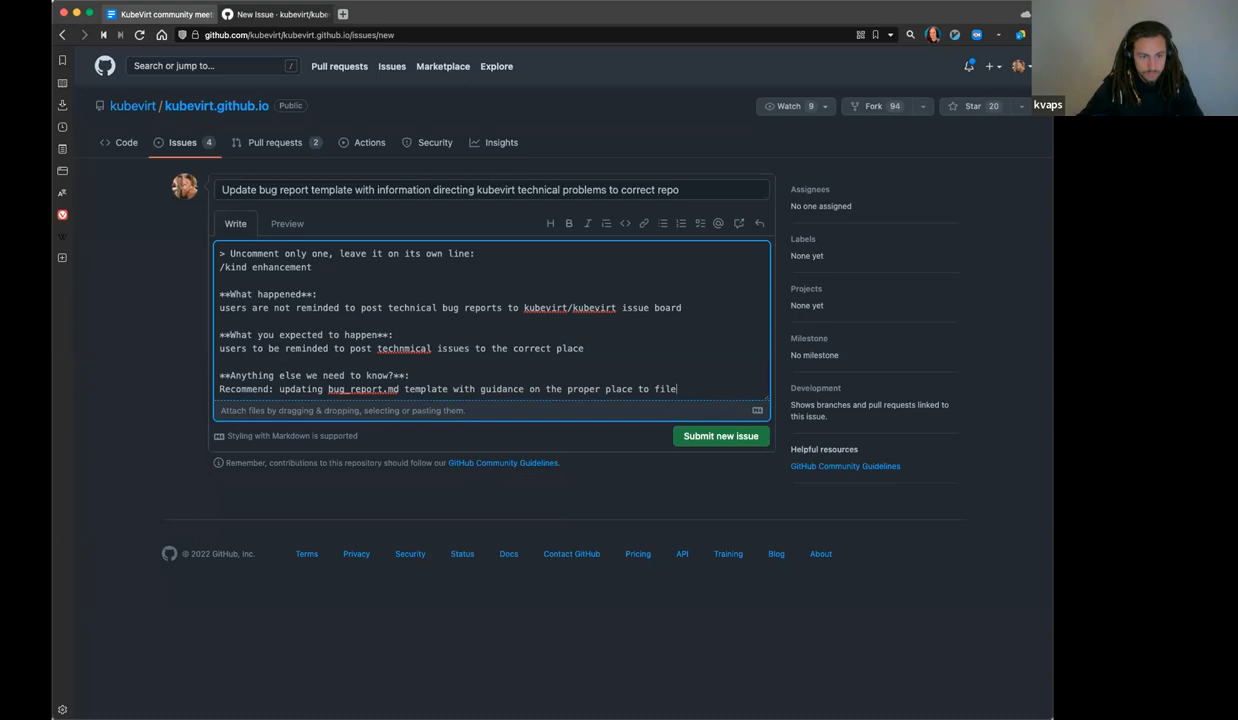 KubeVirt community meet
New Issue · kubevirt/kube
github.com/kubevirt/kubevirt.github.io/issues/new
Search or jump to...
/
Pull requests
Issues
Marketplace
Explore
kvaps
kubevirt / kubevirt.github.io
Public
Watch 9
Fork 94
Star 20
Code
Issues 4
Pull requests 2
Actions
Security
Insights
Update bug report template with information directing kubevirt technical problems to correct repo
Write
Preview
> Uncomment only one, leave it on its own line:
/kind enhancement
**What happened**:
users are not reminded to post technical bug reports to kubevirt/kubevirt issue board
**What you expected to happen**:
users to be reminded to post technmical issues to the correct place
**Anything else we need to know?**:
Recommend: updating bug_report.md template with guidance on the proper place to file
Attach files by dragging & dropping, selecting or pasting them.
Styling with Markdown is supported
Submit new issue
Remember, contributions to this repository should follow our GitHub Community Guidelines.
Assignees
No one assigned
Labels
None yet
Projects
None yet
Milestone
No milestone
Development
Shows branches and pull requests linked to
this issue.
Helpful resources
GitHub Community Guidelines
© 2022 GitHub, Inc.
Terms
Privacy
Security
Status
Docs
Contact GitHub
Pricing
API
Training
Blog
About